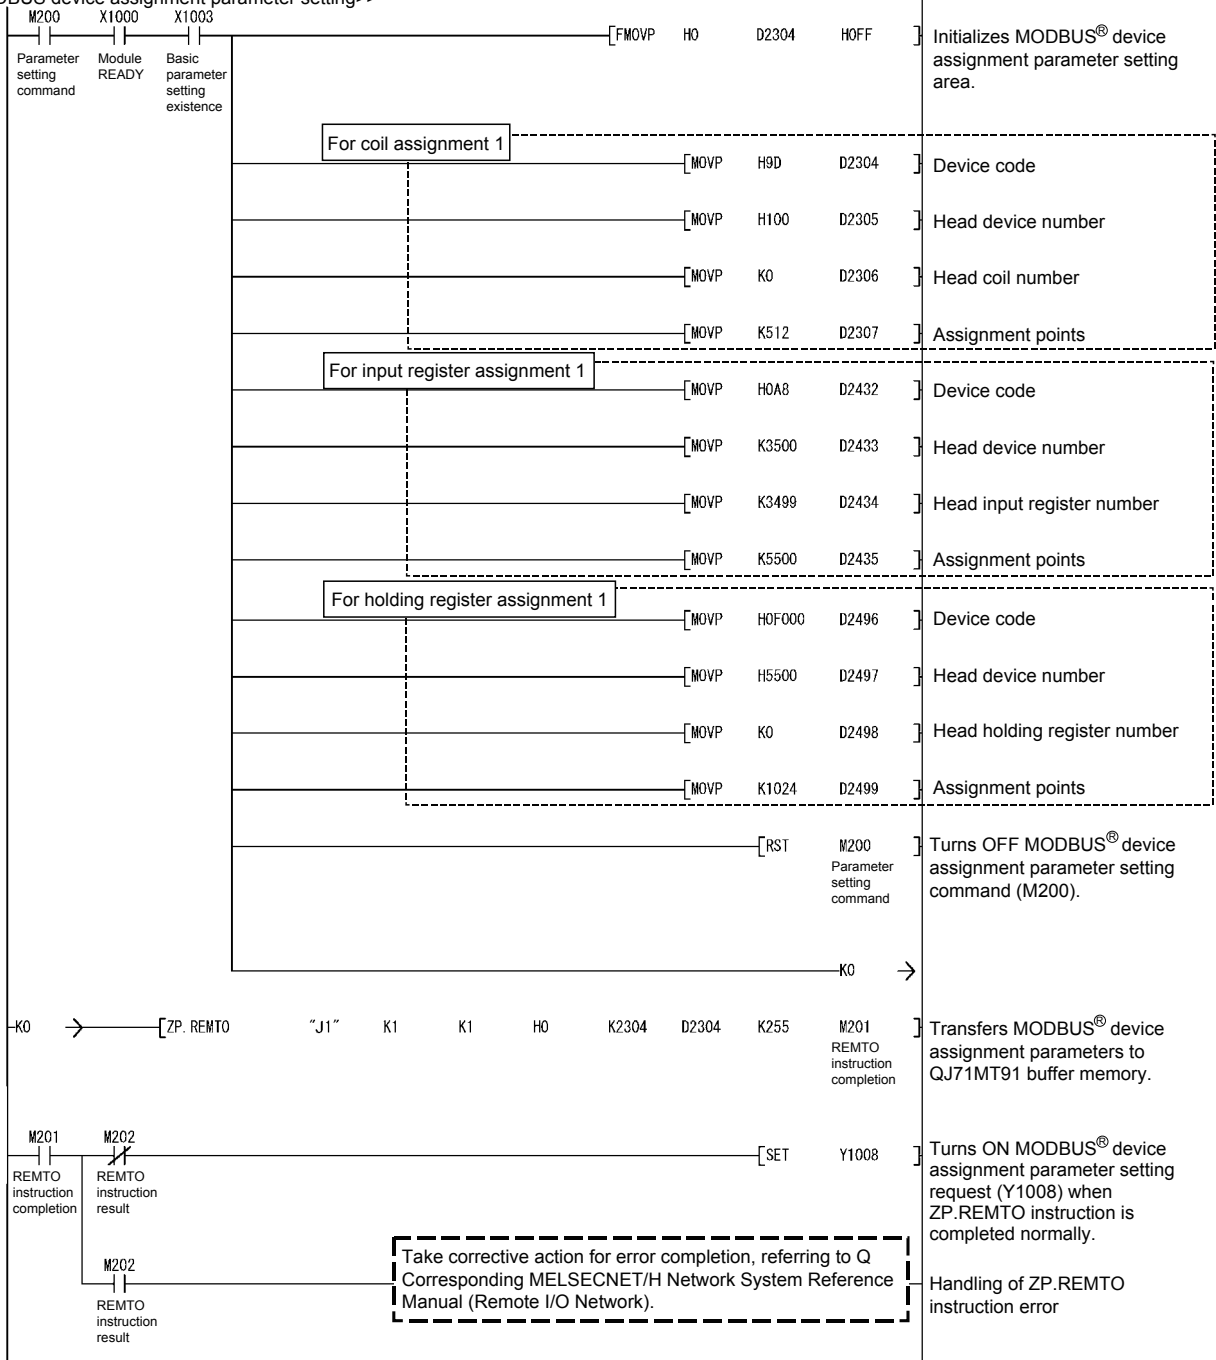 DBUS device assignment parameter setting>>
M200 X1000 X1003
[FMOVP H0 D2304 H0FF ]
Parameter setting command
Module READY
Basic parameter setting existence
Initializes MODBUS® device
assignment parameter setting
area.
For coil assignment 1
[MOVP H9D D2304 ] Device code
[MOVP H100 D2305 ] Head device number
[MOVP K0 D2306 ] Head coil number
[MOVP K512 D2307 ] Assignment points
For input register assignment 1
[MOVP H0A8 D2432 ] Device code
[MOVP K3500 D2433 ] Head device number
[MOVP K3499 D2434 ] Head input register number
[MOVP K5500 D2435 ] Assignment points
For holding register assignment 1
[MOVP H0F000 D2496 ] Device code
[MOVP H5500 D2497 ] Head device number
[MOVP K0 D2498 ] Head holding register number
[MOVP K1024 D2499 ] Assignment points
[RST M200 ]
Parameter
setting
command
Turns OFF MODBUS® device
assignment parameter setting
command (M200).
K0
K0 [ZP.REMTO "J1" K1 K1 H0 K2304 D2304 K255 M201 ]
REMTO
instruction
completion
Transfers MODBUS® device
assignment parameters to
QJ71MT91 buffer memory.
M201 M202
[SET Y1008 ]
REMTO
instruction
completion
REMTO
instruction
result
Turns ON MODBUS® device
assignment parameter setting
request (Y1008) when
ZP.REMTO instruction is
completed normally.
M202
REMTO
instruction
result
Take corrective action for error completion, referring to Q
Corresponding MELSECNET/H Network System Reference
Manual (Remote I/O Network).
Handling of ZP.REMTO
instruction error